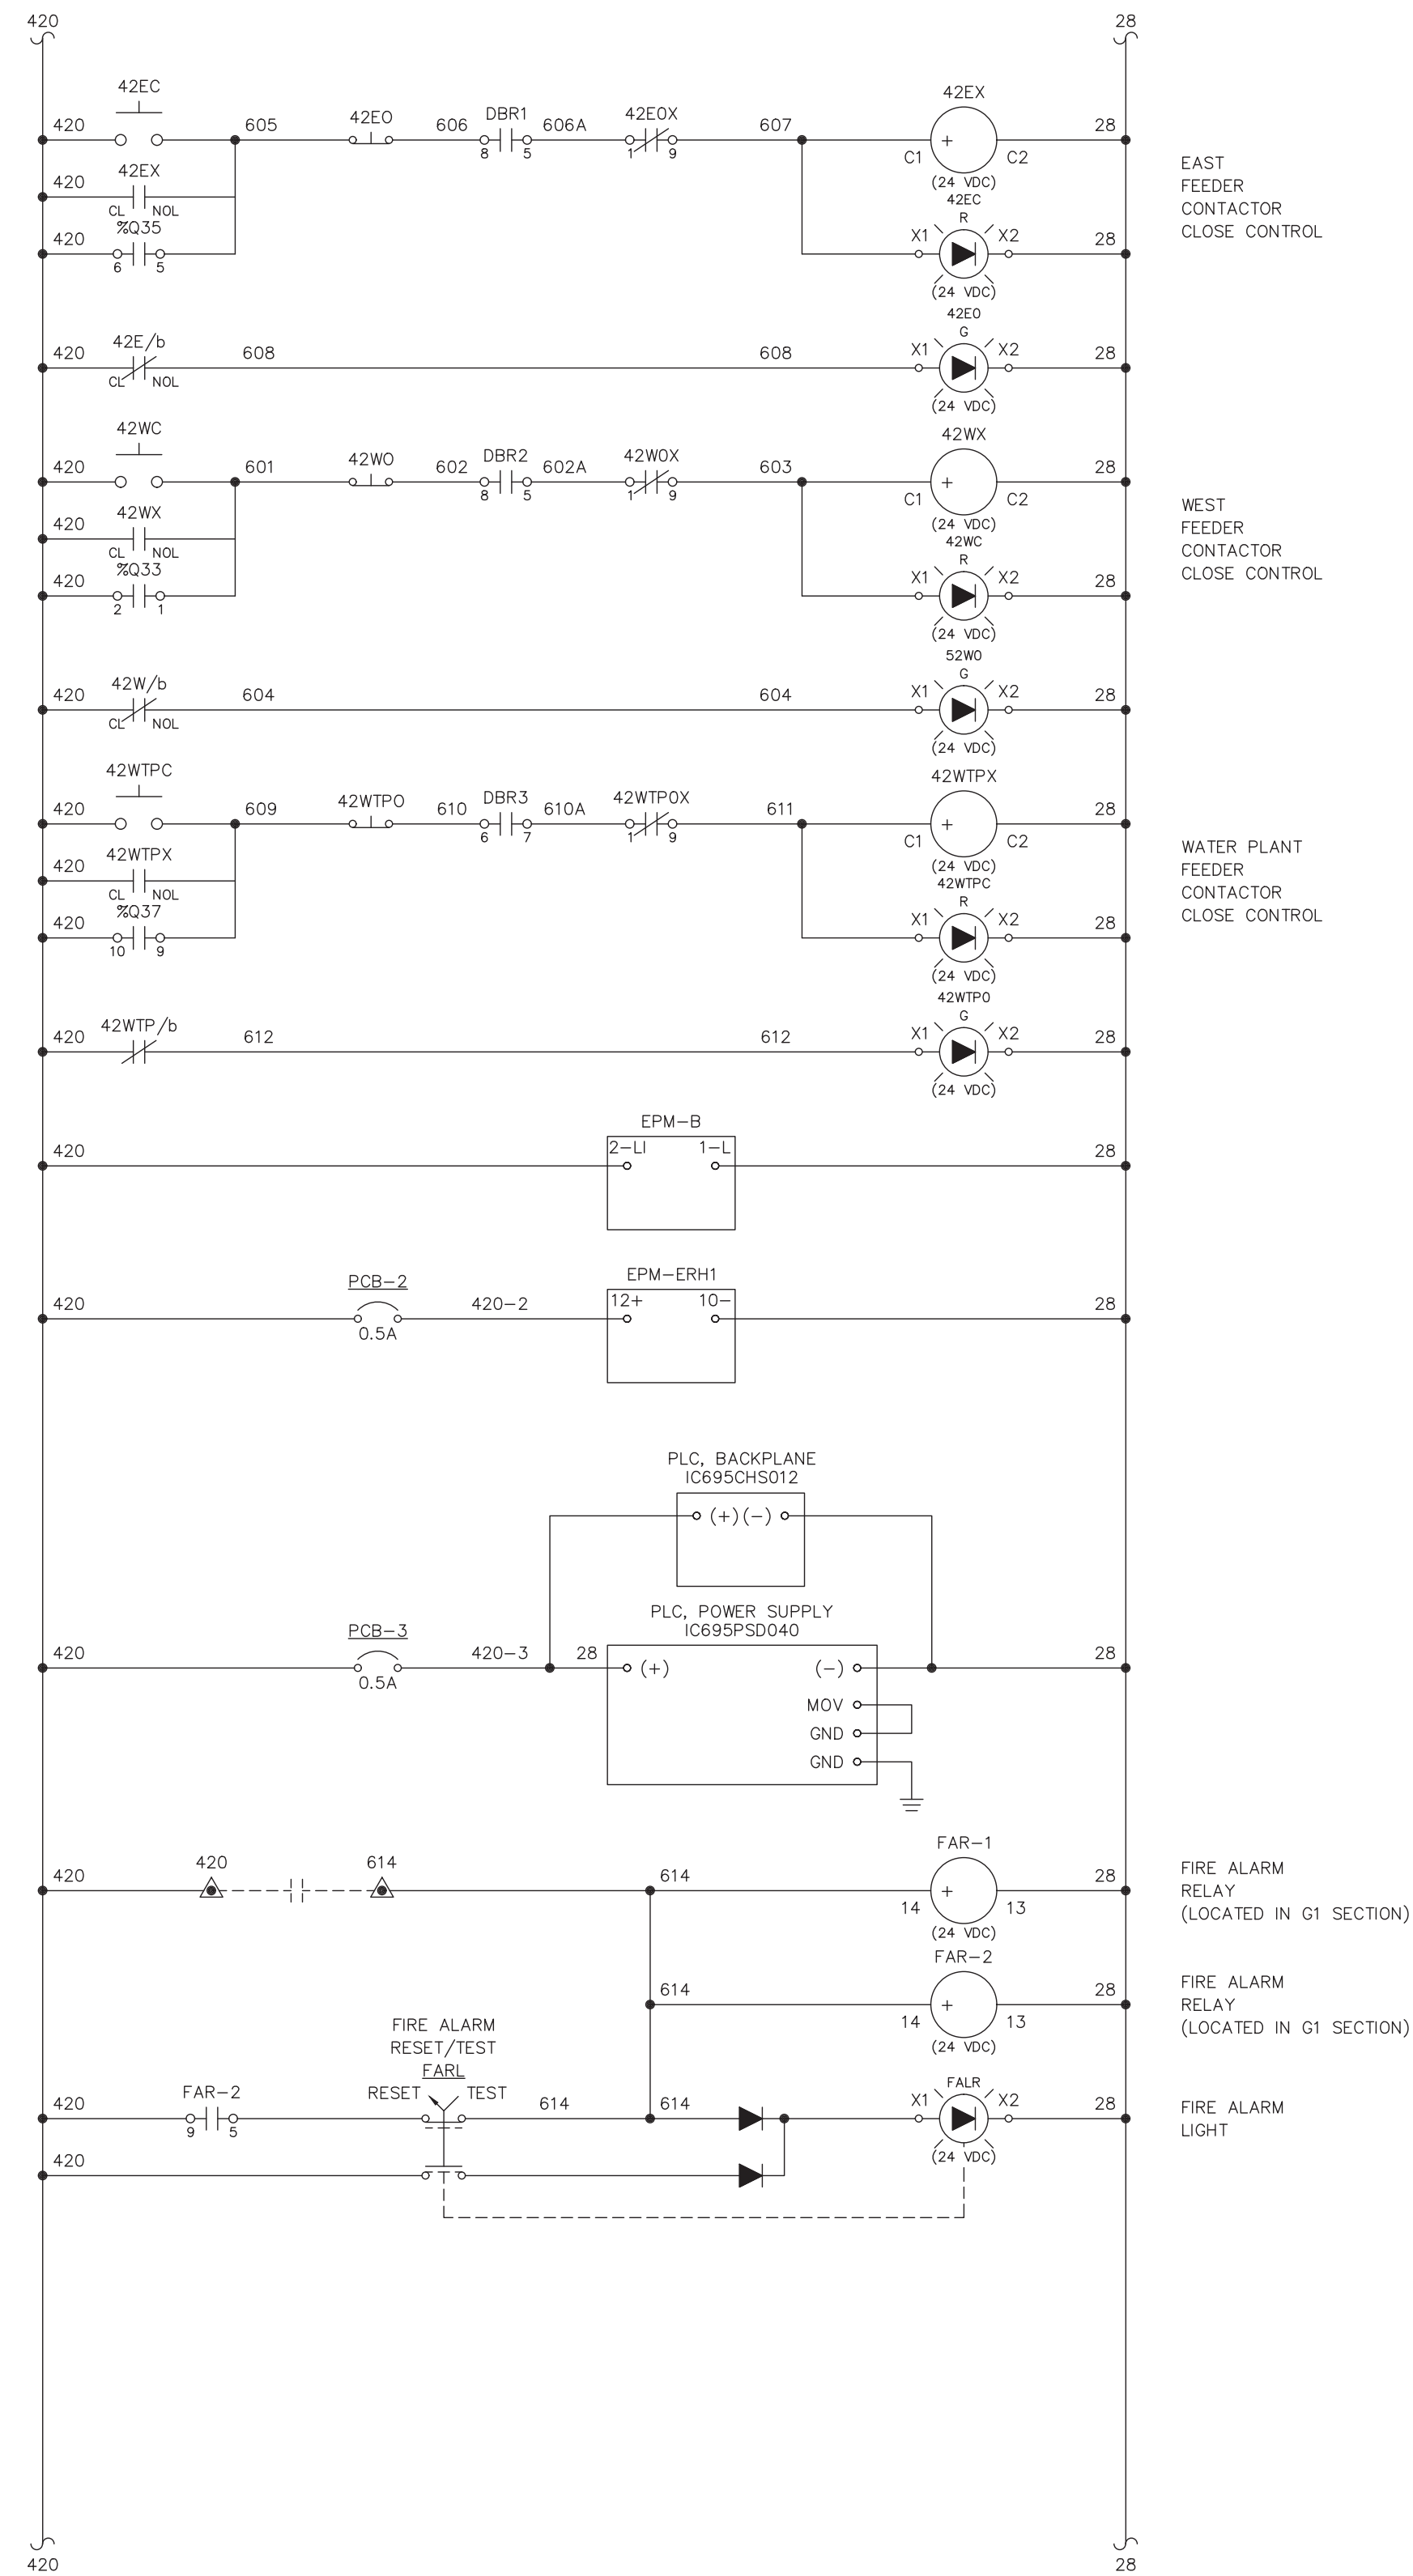 420 28
42EC 42EX
420 605 42EO 606 DBR1 606A 42E0X 607 28
8 5 1 9 C1 + C2
EAST
FEEDER
CONTACTOR
CLOSE CONTROL
42EX (24 VDC)
420 CL NOL 42EC
%Q35 R
420 X1 X2 28
6 5 (24 VDC)
42E/b 42E0
G
420 608 608 X1 X2 28
CL NOL (24 VDC)
42WC 42WX
420 601 42WO 602 DBR2 602A 42W0X 603 28
8 5 1 9 C1 + C2
WEST
FEEDER
CONTACTOR
CLOSE CONTROL
42WX (24 VDC)
420 CL NOL 42WC
%Q33 R
420 X1 X2 28
2 1 (24 VDC)
42W/b 52W0
G
420 604 604 X1 X2 28
CL NOL (24 VDC)
42WTPC 42WTPX
420 609 42WTPO 610 DBR3 610A 42WTP0X 611 28
6 7 1 9 C1 + C2
WATER PLANT
FEEDER
CONTACTOR
CLOSE CONTROL
42WTPX (24 VDC)
420 CL NOL 42WTPC
%Q37 R
420 X1 X2 28
10 9 (24 VDC)
42WTP/b 42WTP0
G
420 612 612 X1 X2 28
(24 VDC)
EPM-B
420 2-LI 1-L 28
PCB-2 EPM-ERH1
420 420-2 12+ 10- 28
0.5A
PLC, BACKPLANE
IC695CHS012
(+)(-)
PLC, POWER SUPPLY
PCB-3 IC695PSD040
420 420-3 28 (+) (-) 28
0.5A
MOV
GND
GND
FAR-1
420 420 614 614 28
14 + 13
(24 VDC)
FIRE ALARM
RELAY
(LOCATED IN G1 SECTION)
FAR-2
614 28
14 + 13
(24 VDC)
FIRE ALARM
RELAY
(LOCATED IN G1 SECTION)
FIRE ALARM
RESET/TEST
FARL
RESET TEST
420 FAR-2 614 614 FALR X1 X2 28
9 5 (24 VDC)
FIRE ALARM
LIGHT
420
420 28